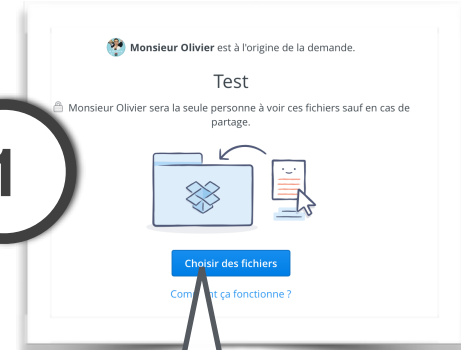 Monsieur Olivier est à l'origine de la demande.
Test
Monsieur Olivier sera la seule personne à voir ces fichiers sauf en cas de
partage.
1
Choisir des fichiers
ça fonctionne ?